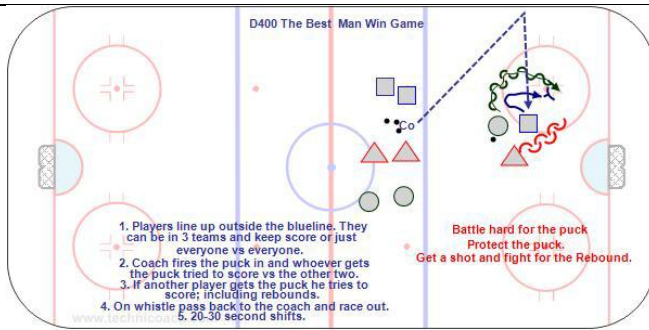 D400 The Best Man Win Game
Co
1. Players line up outside the blueline. They
can be in 3 teams and keep score or just
everyone vs everyone.
2. Coach fires the puck in and whoever gets
the puck tried to score vs the other two.
3. If another player gets the puck he tries to
score; including rebounds.
4. On whistle pass back to the coach and race out.
5. 20-30 second shifts.
Battle hard for the puck
Protect the puck.
Get a shot and fight for the Rebound.